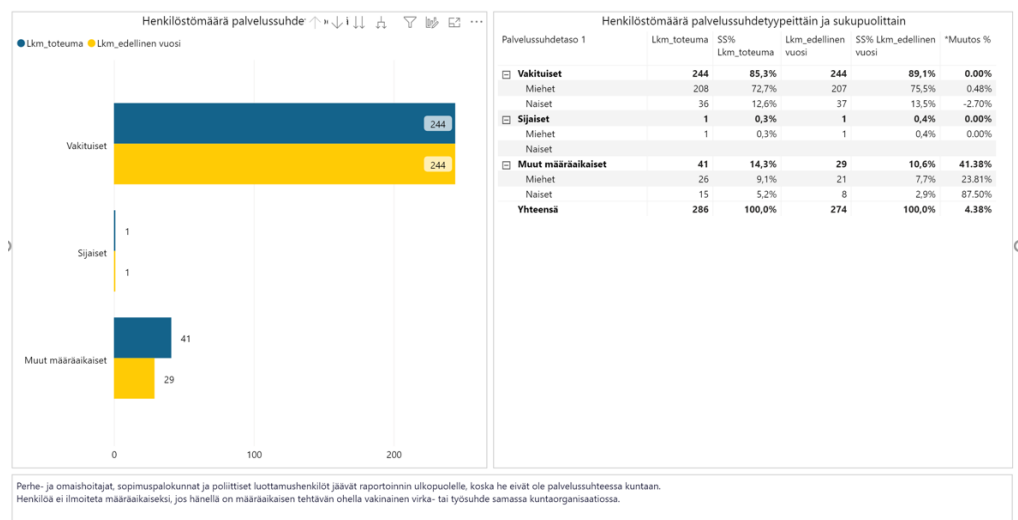 Henkilöstömäärä palvelussuhde
Lkm_toteuma Lkm_edellinen vuosi
Vakituiset
244
244
Sijaiset
1
1
Muut määräaikaiset
41
29
0 100 200
Henkilöstömäärä palvelussuhdetyypeittäin ja sukupuolittain
Palvelussuhdetaso 1 Lkm_toteuma SS% Lkm_edellinen SS% Lkm_edellinen *Muutos %
Lkm_toteuma vuosi vuosi
Vakituiset 244 85,3% 244 89,1% 0.00%
Miehet 208 72,7% 207 75,5% 0.48%
Naiset 36 12,6% 37 13,5% -2.70%
Sijaiset 1 0,3% 1 0,4% 0.00%
Miehet 1 0,3% 1 0,4% 0.00%
Naiset
Muut määräaikaiset 41 14,3% 29 10,6% 41.38%
Miehet 26 9,1% 21 7,7% 23.81%
Naiset 15 5,2% 8 2,9% 87.50%
Yhteensä 286 100,0% 274 100,0% 4.38%
Perhe- ja omaishoitajat, sopimuspalokunnat ja poliittiset luottamushenkilöt jäävät raportoinnin ulkopuolelle, koska he eivät ole palvelussuhteessa kuntaan.
Henkilöä ei ilmoiteta määräaikaiseksi, jos hänellä on määräaikaisen tehtävän ohella vakinainen virka- tai työsuhde samassa kuntaorganisaatiossa.